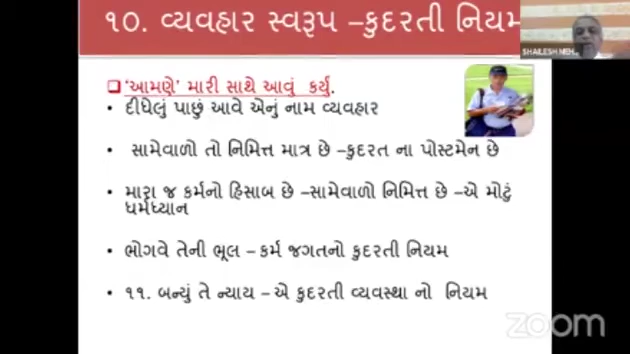 ૧૦. વ્યવહાર સ્વરૂપ –કુદરતી નિયમ
SHAILESH MEH..
'આમણે' મારી સાથે આવું કર્યું.
• દીધેલું પાછું આવે એનું નામ વ્યવહાર
• સામેવાળો તો નિમિત્ત માત્ર છે –કુદરત ના પોસ્ટમેન છે
• મારા જ કર્મનો હિસાબ છે –સામેવાળો નિમિત્ત છે –એ મોટું
ધર્મધ્યાન
• ભોગવે તેની ભૂલ – કર્મ જગતનો કુદરતી નિયમ
• ૧૧. બન્યું તે ન્યાય – એ કુદરતી વ્યવસ્થા નો નિયમ
zoom